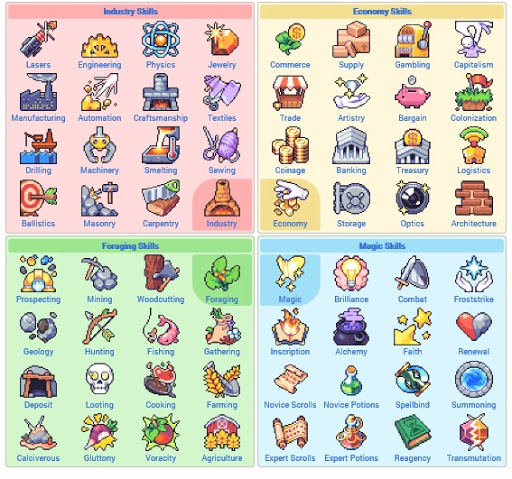 Industry Skills
Lasers Engineering Physics Jewelry
Manufacturing Automation Craftsmanship Textiles
Drilling Machinery Smelting Sewing
Ballistics Masonry Carpentry Industry
Economy Skills
Commerce Supply Gambling Capitalism
Trade Artistry Bargain Colonization
Coinage Banking Treasury Logistics
Economy Storage Optics Architecture
Foraging Skills
Prospecting Mining Woodcutting Foraging
Geology Hunting Fishing Gathering
Deposit Looting Cooking Farming
Calciverous Gluttony Voracity Agriculture
Magic Skills
Magic Brilliance Combat Froststrike
Inscription Alchemy Faith Renewal
Novice Scrolls Novice Potions Spellbind Summoning
Expert Scrolls Expert Potions Reagency Transmutation